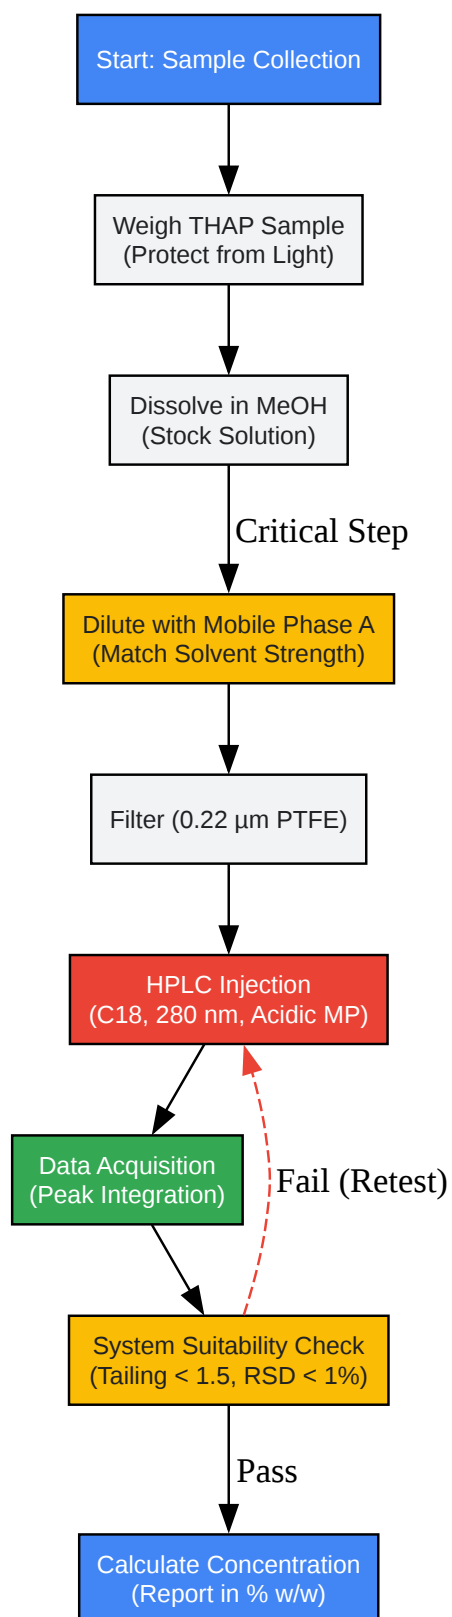 Start: Sample Collection
Weigh THAP Sample
(Protect from Light)
Dissolve in MeOH
(Stock Solution)
Critical Step
Dilute with Mobile Phase A
(Match Solvent Strength)
Filter (0.22 µm PTFE)
HPLC Injection
(C18, 280 nm, Acidic MP)
Data Acquisition
(Peak Integration)
Fail (Retest)
System Suitability Check
(Tailing < 1.5, RSD < 1%)
Pass
Calculate Concentration
(Report in % w/w)